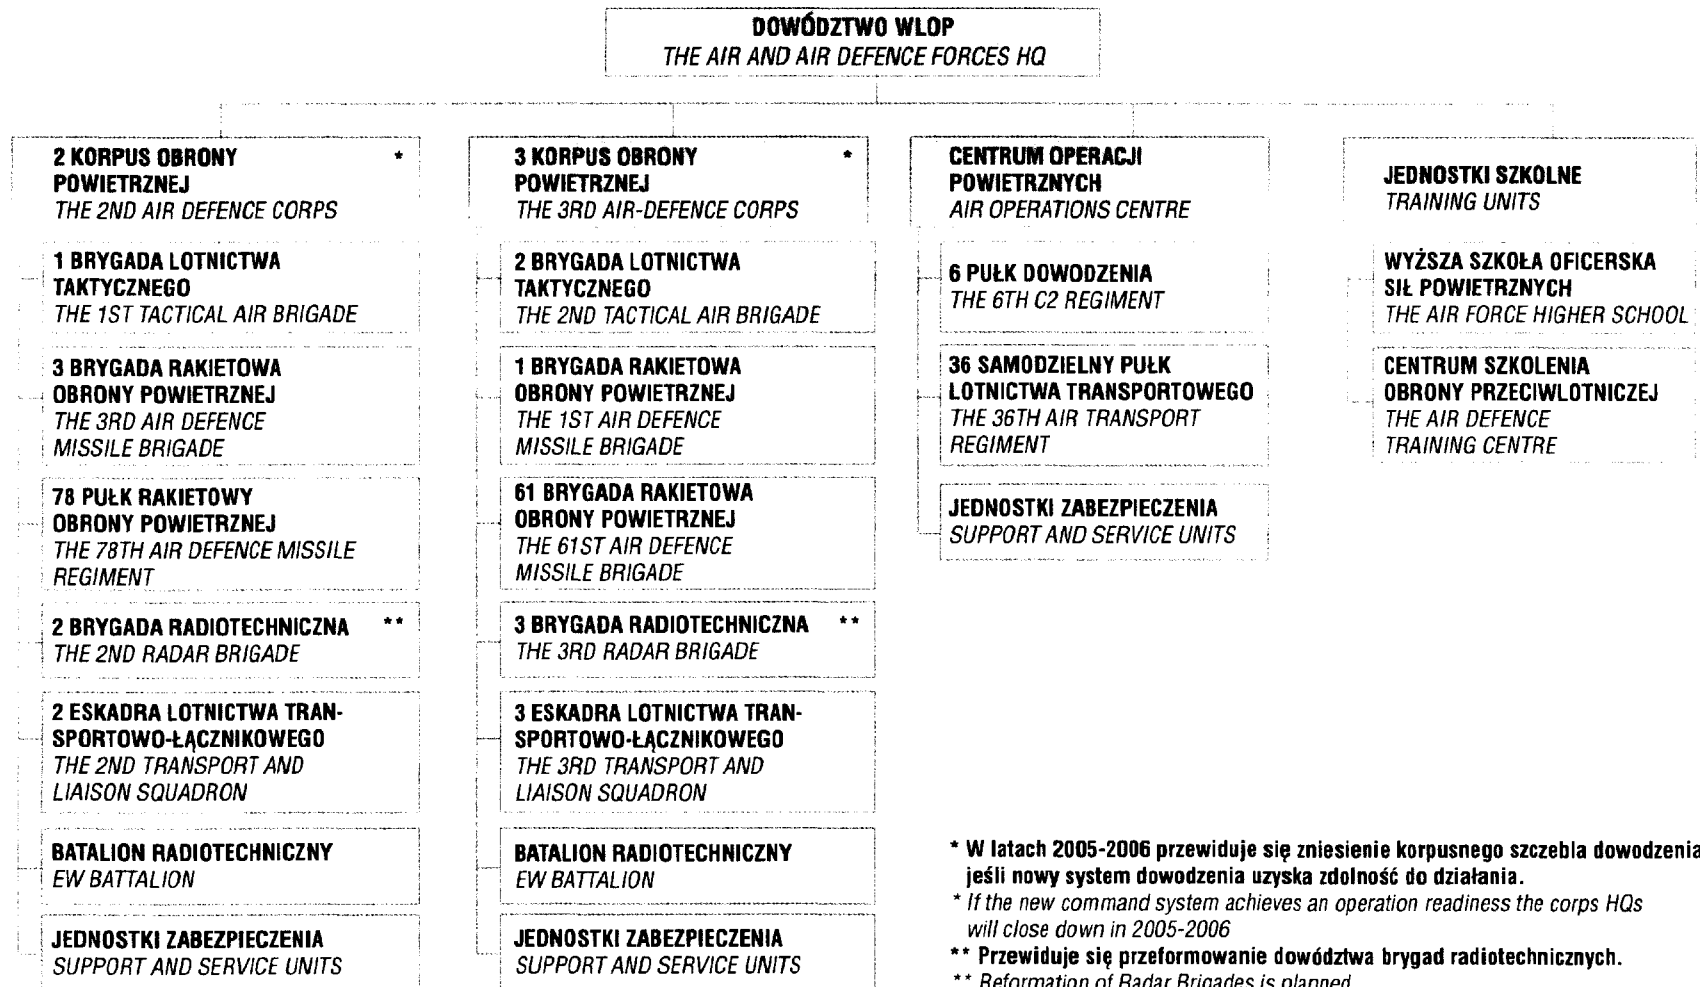 DOWÓDZTWO WLOP
THE AIR AND AIR DEFENCE FORCES HQ
2 KORPUS OBRONY *
POWIETRZNEJ
THE 2ND AIR DEFENCE CORPS
1 BRYGADA LOTNICTWA
TAKTYCZNEGO
THE 1ST TACTICAL AIR BRIGADE
3 BRYGADA RAKIETOWA
OBRONY POWIETRZNEJ
THE 3RD AIR DEFENCE
MISSILE BRIGADE
78 PUŁK RAKIETOWY
OBRONY POWIETRZNEJ
THE 78TH AIR DEFENCE MISSILE
REGIMENT
2 BRYGADA RADIOTECHNICZNA **
THE 2ND RADAR BRIGADE
2 ESKADRA LOTNICTWA TRAN-
SPORTOWO-ŁĄCZNIKOWEGO
THE 2ND TRANSPORT AND
LIAISON SQUADRON
BATALION RADIOTECHNICZNY
EW BATTALION
JEDNOSTKI ZABEZPIECZENIA
SUPPORT AND SERVICE UNITS
3 KORPUS OBRONY *
POWIETRZNEJ
THE 3RD AIR-DEFENCE CORPS
2 BRYGADA LOTNICTWA
TAKTYCZNEGO
THE 2ND TACTICAL AIR BRIGADE
1 BRYGADA RAKIETOWA
OBRONY POWIETRZNEJ
THE 1ST AIR DEFENCE
MISSILE BRIGADE
61 BRYGADA RAKIETOWA
OBRONY POWIETRZNEJ
THE 61ST AIR DEFENCE
MISSILE BRIGADE
3 BRYGADA RADIOTECHNICZNA **
THE 3RD RADAR BRIGADE
3 ESKADRA LOTNICTWA TRAN-
SPORTOWO-ŁĄCZNIKOWEGO
THE 3RD TRANSPORT AND
LIAISON SQUADRON
BATALION RADIOTECHNICZNY
EW BATTALION
JEDNOSTKI ZABEZPIECZENIA
SUPPORT AND SERVICE UNITS
CENTRUM OPERACJI
POWIETRZNYCH
AIR OPERATIONS CENTRE
6 PUŁK DOWODZENIA
THE 6TH C2 REGIMENT
36 SAMODZIELNY PUŁK
LOTNICTWA TRANSPORTOWEGO
THE 36TH AIR TRANSPORT
REGIMENT
JEDNOSTKI ZABEZPIECZENIA
SUPPORT AND SERVICE UNITS
JEDNOSTKI SZKOLNE
TRAINING UNITS
WYŻSZA SZKOŁA OFICERSKA
SIŁ POWIETRZNYCH
THE AIR FORCE HIGHER SCHOOL
CENTRUM SZKOLENIA
OBRONY PRZECIWLOTNICZEJ
THE AIR DEFENCE
TRAINING CENTRE
* W latach 2005-2006 przewiduje się zniesienie korpusnego szczebla dowodzenia
jeśli nowy system dowodzenia uzyska zdolność do działania.
* If the new command system achieves an operation readiness the corps HQs
will close down in 2005-2006
** Przewiduje się przeformowanie dowództwa brygad radiotechnicznych.
** Reformation of Radar Brigades is planned